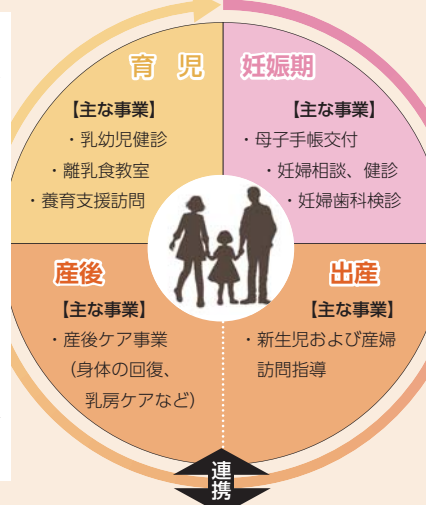 育 児
【主な事業】
・乳幼児健診
・離乳食教室
・養育支援訪問
妊娠期
【主な事業】
・母子手帳交付
・妊婦相談、健診
・妊婦歯科検診
産後
【主な事業】
・産後ケア事業
(身体の回復、
乳房ケアなど)
出産
【主な事業】
・新生児および産婦
訪問指導
連携